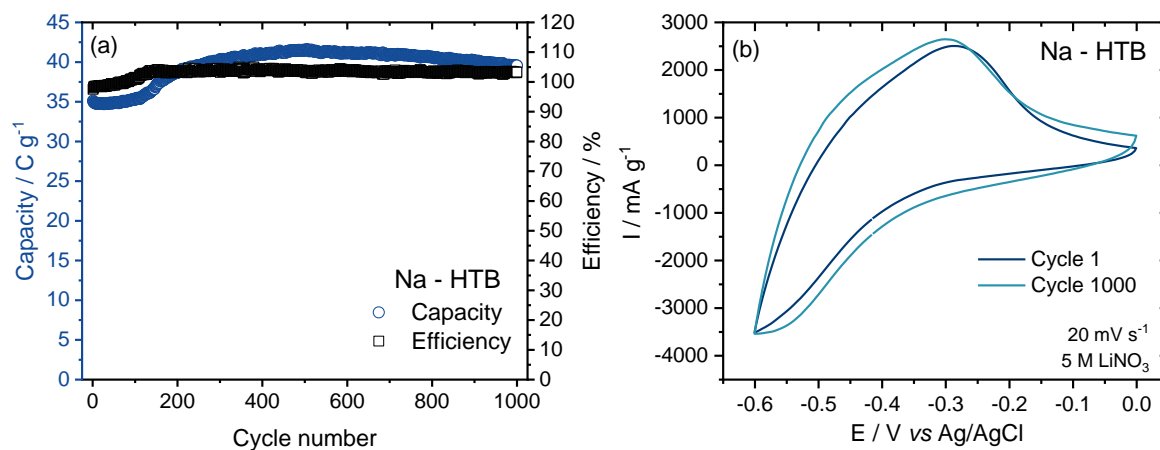 (a)
Capacity / C g⁻¹
45
40
35
30
25
20
15
10
5
0
120
110
100
90
80
70
60
50
40
30
20
10
0
Efficiency / %
Na - HTB
Capacity
Efficiency
0
200
400
600
800
1000
Cycle number
(b)
Na - HTB
I / mA g⁻¹
3000
2000
1000
0
-1000
-2000
-3000
-4000
Cycle 1
Cycle 1000
20 mV s⁻¹
5 M LiNO₃
-0.6
-0.5
-0.4
-0.3
-0.2
-0.1
0.0
E / V vs Ag/AgCl